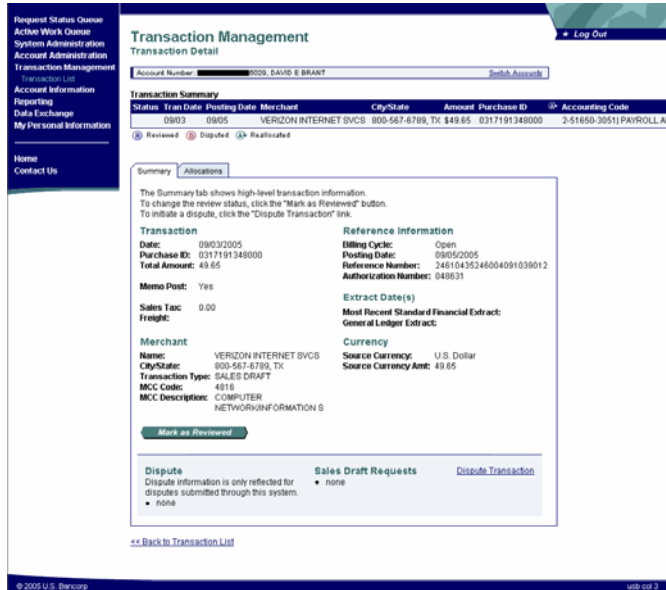 Request Status Queue
Active Work Queue
System Administration
Account Administration
Transaction Management
Transaction List
Account Information
Reporting
Data Exchange
My Personal Information
Home
Contact Us
Log Out
Transaction Management
Transaction Detail
Account Number: 6029, DAVID E BRANT Switch Accounts
Transaction Summary
Status Tran Date Posting Date Merchant City/State Amount Purchase ID Accounting Code
09/03 09/05 VERIZON INTERNET SVCS 800-567-6789, TX $49.65 0317191348000 2-51650-3051| PAYROLL A
R Reviewed D Disputed A Reallocated
Summary Allocations
The Summary tab shows high-level transaction information.
To change the review status, click the "Mark as Reviewed" button.
To initiate a dispute, click the "Dispute Transaction" link.
Transaction
Date: 09/03/2005
Purchase ID: 0317191348000
Total Amount: 49.65
Memo Post: Yes
Sales Tax: 0.00
Freight:
Reference Information
Billing Cycle: Open
Posting Date: 09/05/2005
Reference Number: 24610435246004091039012
Authorization Number: 048631
Extract Date(s)
Most Recent Standard Financial Extract:
General Ledger Extract:
Merchant
Name: VERIZON INTERNET SVCS
City/State: 800-567-6789, TX
Transaction Type: SALES DRAFT
MCC Code: 4816
MCC Description: COMPUTER
NETWORK/INFORMATION S
Currency
Source Currency: U.S. Dollar
Source Currency Amt: 49.65
Mark as Reviewed
Dispute
Dispute information is only reflected for
disputes submitted through this system.
• none
Sales Draft Requests
• none
Dispute Transaction
<< Back to Transaction List
© 2005 U.S. Bancorp
usb col 3